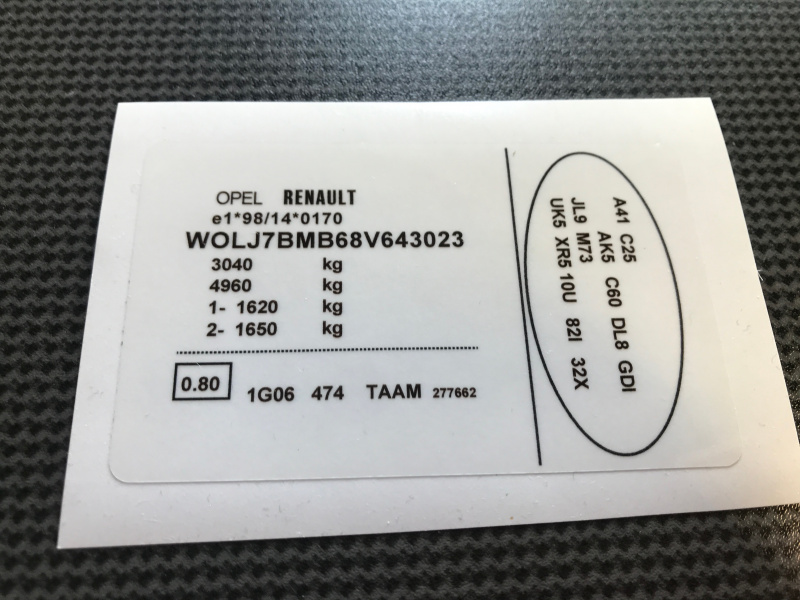 OPEL RENAULT
e1*98/14*0170
WOLJ7BMB68V643023
3040 kg
4960 kg
1- 1620 kg
2- 1650 kg
0.80 1G06 474 TAAM 277662
A41 C25
AK5 C60 DL8 GDI
JL9 M73
UK5 XR5 10U 82I 32X